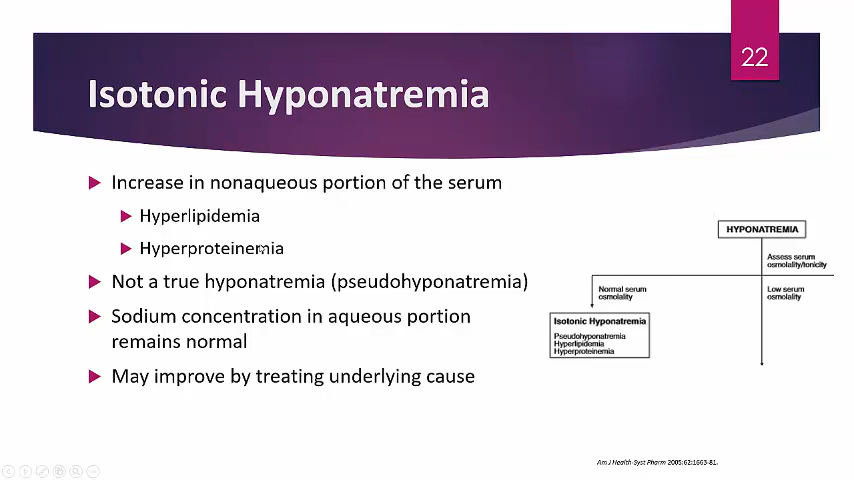 22
Isotonic Hyponatremia
Increase in nonaqueous portion of the serum
Hyperlipidemia
Hyperproteinemia
Not a true hyponatremia (pseudohyponatremia)
Sodium concentration in aqueous portion
remains normal
May improve by treating underlying cause
HYPONATREMIA
Assess serum
osmolality/tonicity
Normal serum
osmolality
Low serum
osmolality
Isotonic Hyponatremia
Pseudohyponatremia
Hyperlipidemia
Hyperproteinemia
Am J Health-Syst Pharm 2005;62:1663-81.